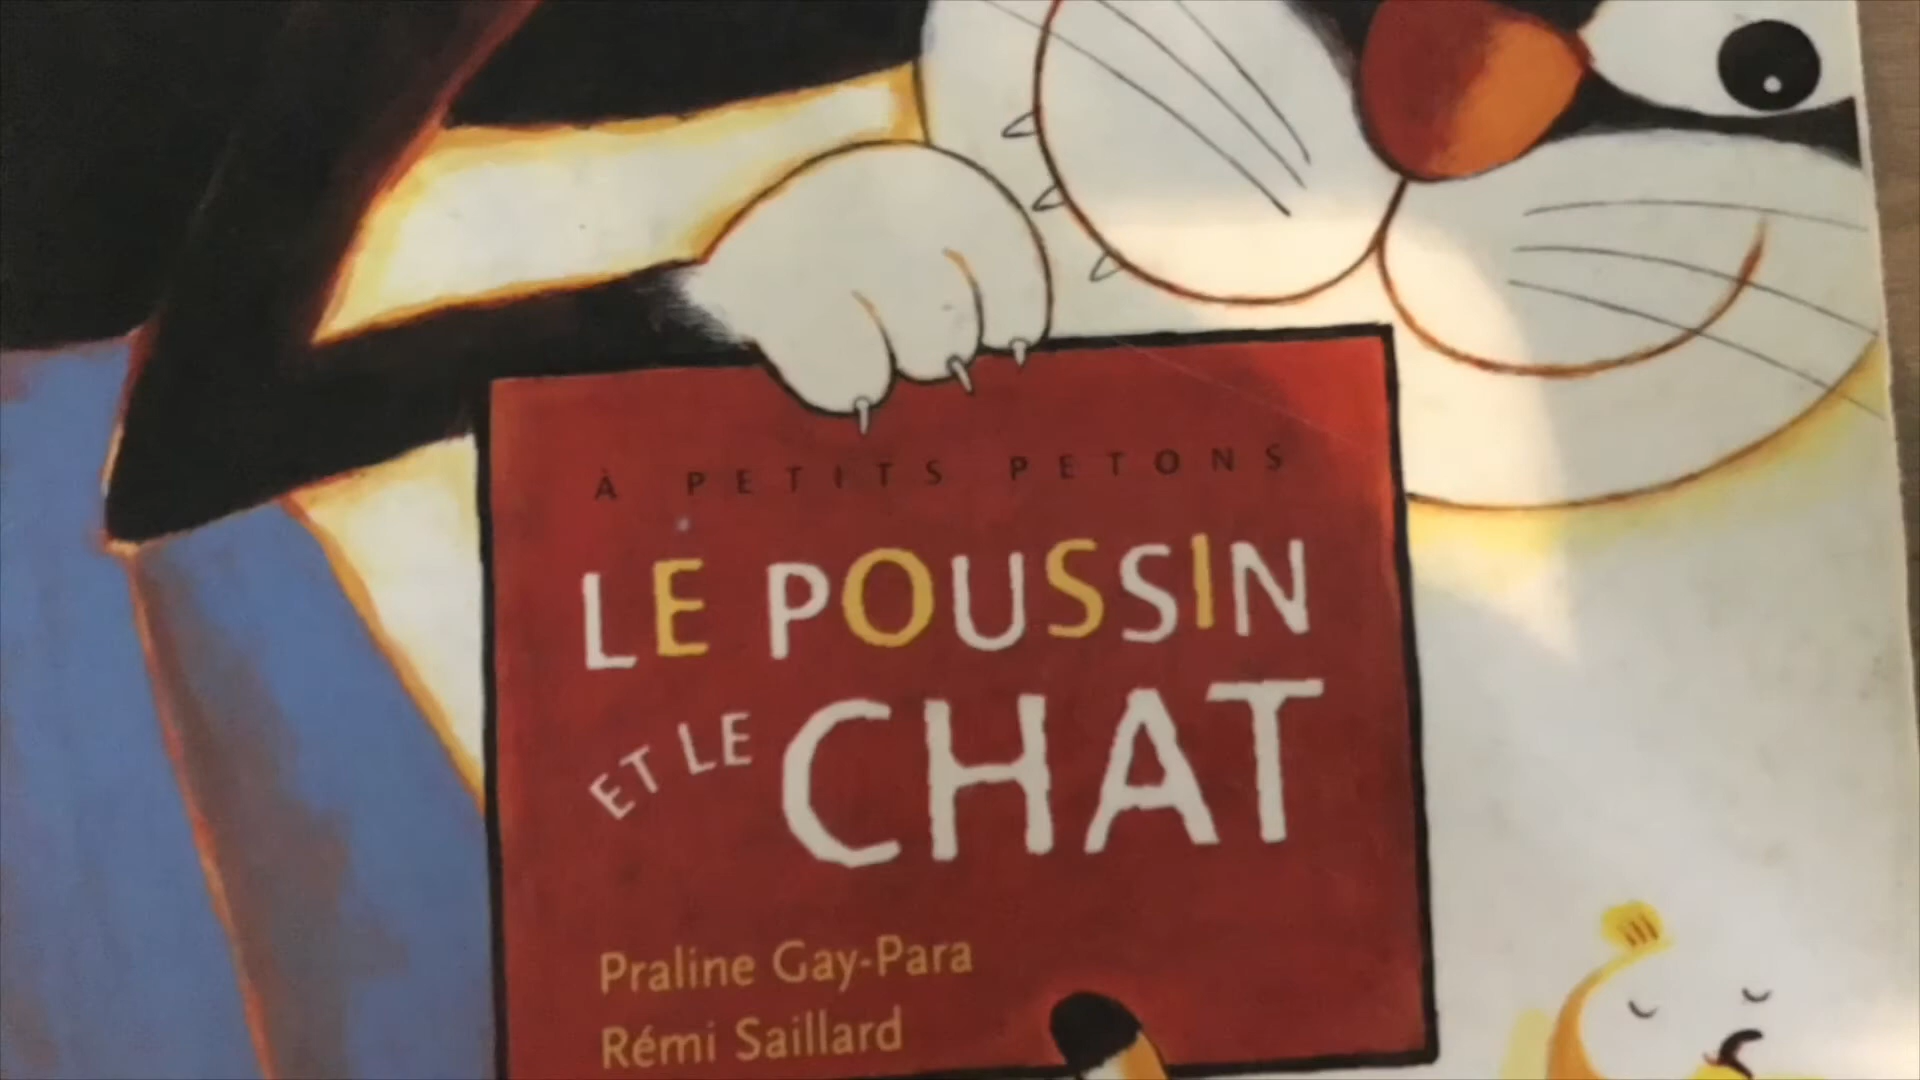 À PETITS PETONS
LE POUSSIN
ET LE CHAT
Praline Gay-Para
Rémi Saillard